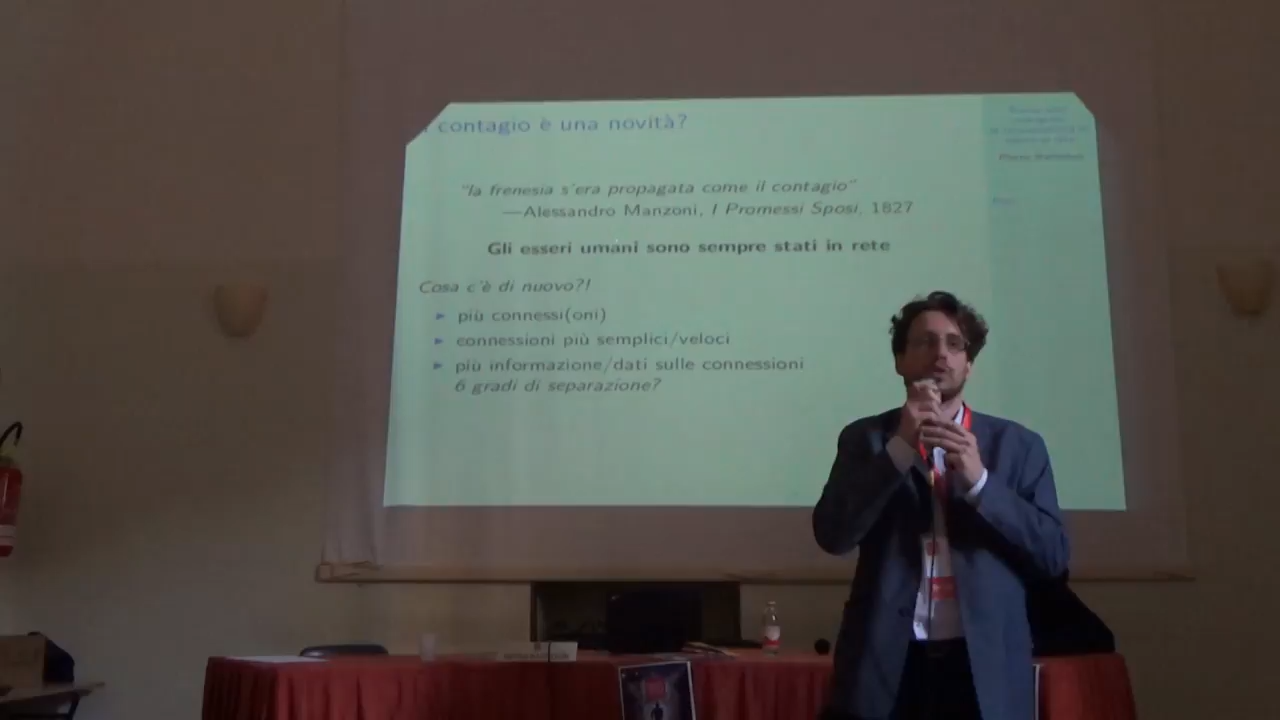 contagio è una novità?
"la frenesia s'era propagata come il contagio"
—Alessandro Manzoni, I Promessi Sposi, 1827
Gli esseri umani sono sempre stati in rete
Cosa c'è di nuovo?!
► più connessi(oni)
► connessioni più semplici/veloci
► più informazione/dati sulle connessioni
6 gradi di separazione?